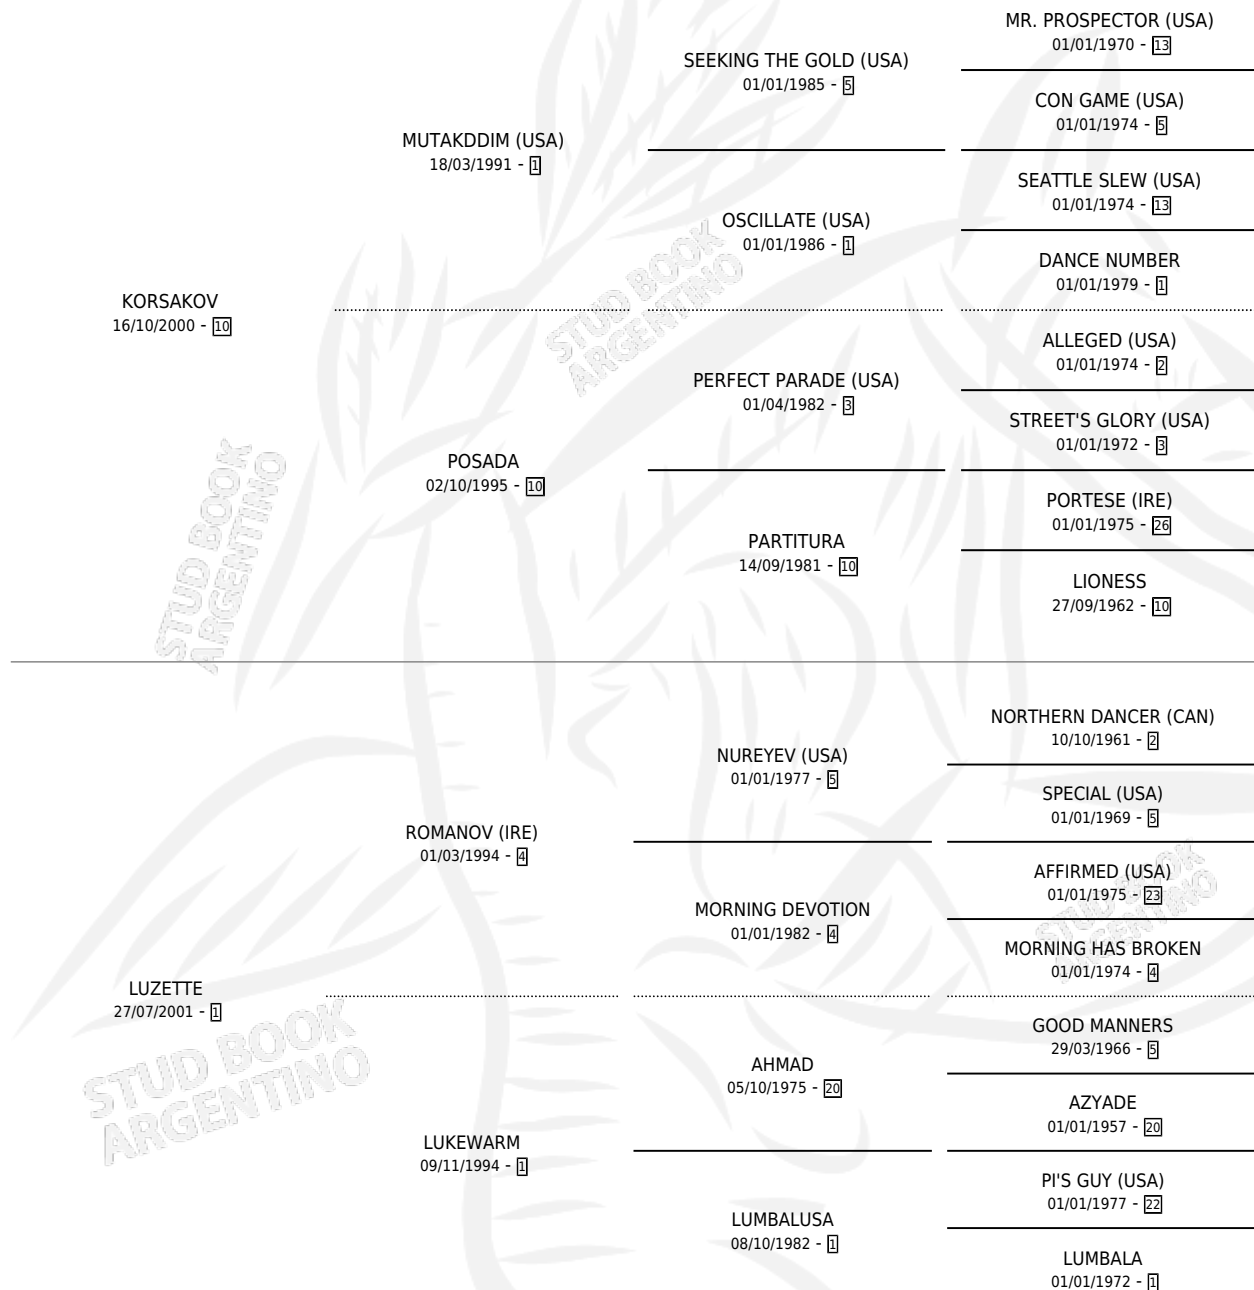 MR. PROSPECTOR (USA)
01/01/1970 - 13
SEEKING THE GOLD (USA)
01/01/1985 - 5
CON GAME (USA)
01/01/1974 - 5
MUTAKDDIM (USA)
18/03/1991 - 1
SEATTLE SLEW (USA)
01/01/1974 - 13
OSCILLATE (USA)
01/01/1986 - 1
DANCE NUMBER
01/01/1979 - 1
KORSAKOV
16/10/2000 - 10
STUD BOOK
ARGENTINO
ALLEGED (USA)
01/01/1974 - 2
PERFECT PARADE (USA)
01/04/1982 - 3
STREET'S GLORY (USA)
01/01/1972 - 3
POSADA
02/10/1995 - 10
PORTESE (IRE)
01/01/1975 - 26
PARTITURA
14/09/1981 - 10
LIONESS
27/09/1962 - 10
STUD BOOK
ARGENTINO
NORTHERN DANCER (CAN)
10/10/1961 - 2
NUREYEV (USA)
01/01/1977 - 5
SPECIAL (USA)
01/01/1969 - 5
ROMANOV (IRE)
01/03/1994 - 4
AFFIRMED (USA)
01/01/1975 - 23
MORNING DEVOTION
01/01/1982 - 4
STUD BOOK
ARGENTINO
MORNING HAS BROKEN
01/01/1974 - 4
LUZETTE
27/07/2001 - 1
STUD BOOK
ARGENTINO
GOOD MANNERS
29/03/1966 - 5
AHMAD
05/10/1975 - 20
AZYADE
01/01/1957 - 20
LUKEWARM
09/11/1994 - 1
PI'S GUY (USA)
01/01/1977 - 22
LUMBALUSA
08/10/1982 - 1
LUMBALA
01/01/1972 - 1